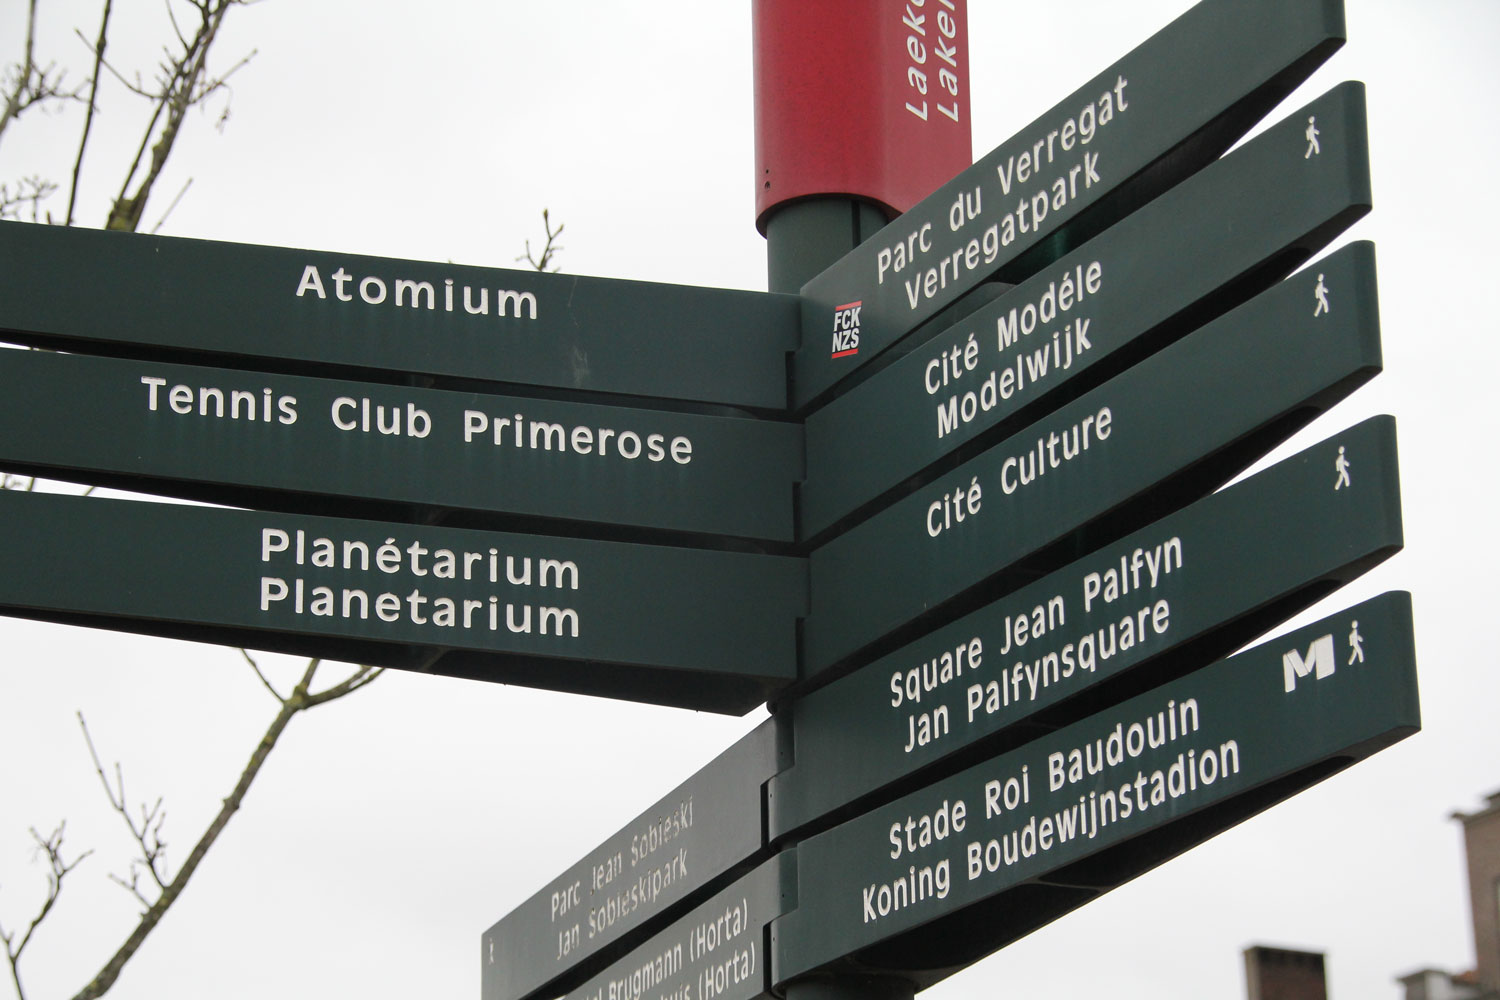 Atomium
Tennis Club Primerose
Planétarium
Planetarium
Parc du Verregat
Verregatpark
FCK
NZS
Cité Modéle
Modelwijk
Cité Culture
Square Jean Palfyn
Jan Palfynsquare
M
Stade Roi Baudouin
Koning Boudewijnstadion
Parc Jean Sobieski
Jan Sobieskipark
Brugmann (Horta)
(Horta)